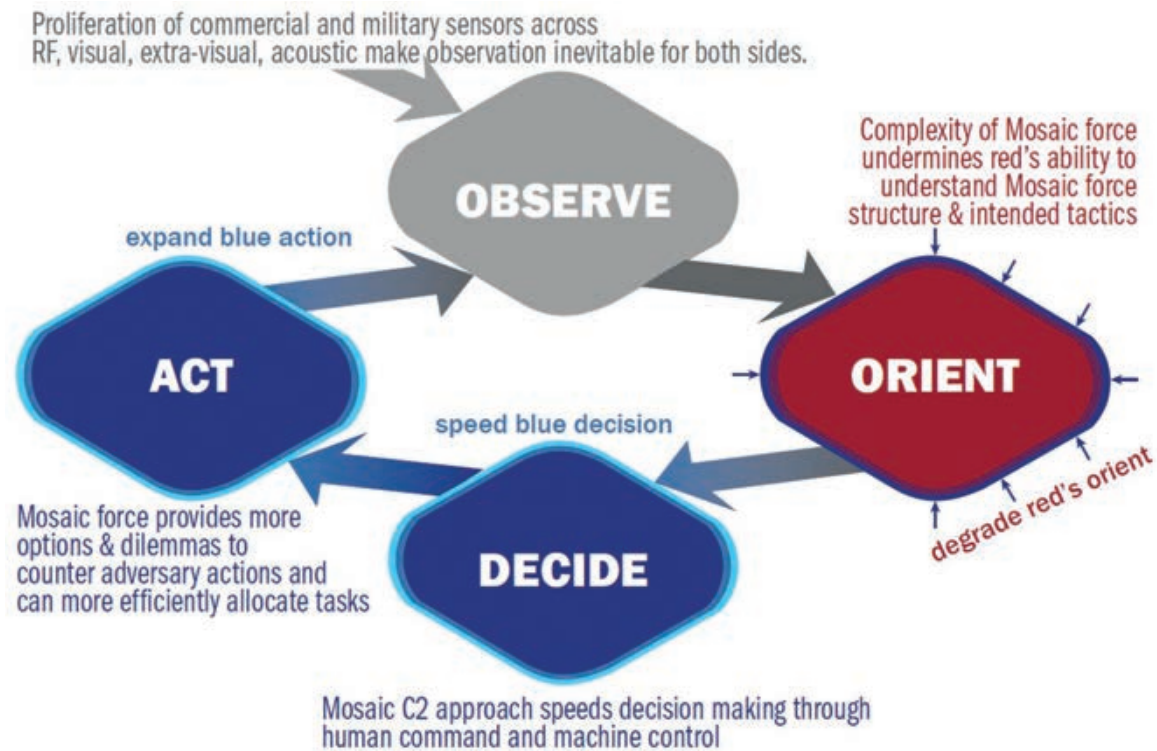 Proliferation of commercial and military sensors across
RF, visual, extra-visual, acoustic make observation inevitable for both sides.
OBSERVE
Complexity of Mosaic force
undermines red's ability to
understand Mosaic force
structure & intended tactics
expand blue action
ACT
ORIENT
speed blue decision
degrade red's orient
Mosaic force provides more
options & dilemmas to
counter adversary actions and
can more efficiently allocate tasks
DECIDE
Mosaic C2 approach speeds decision making through
human command and machine control